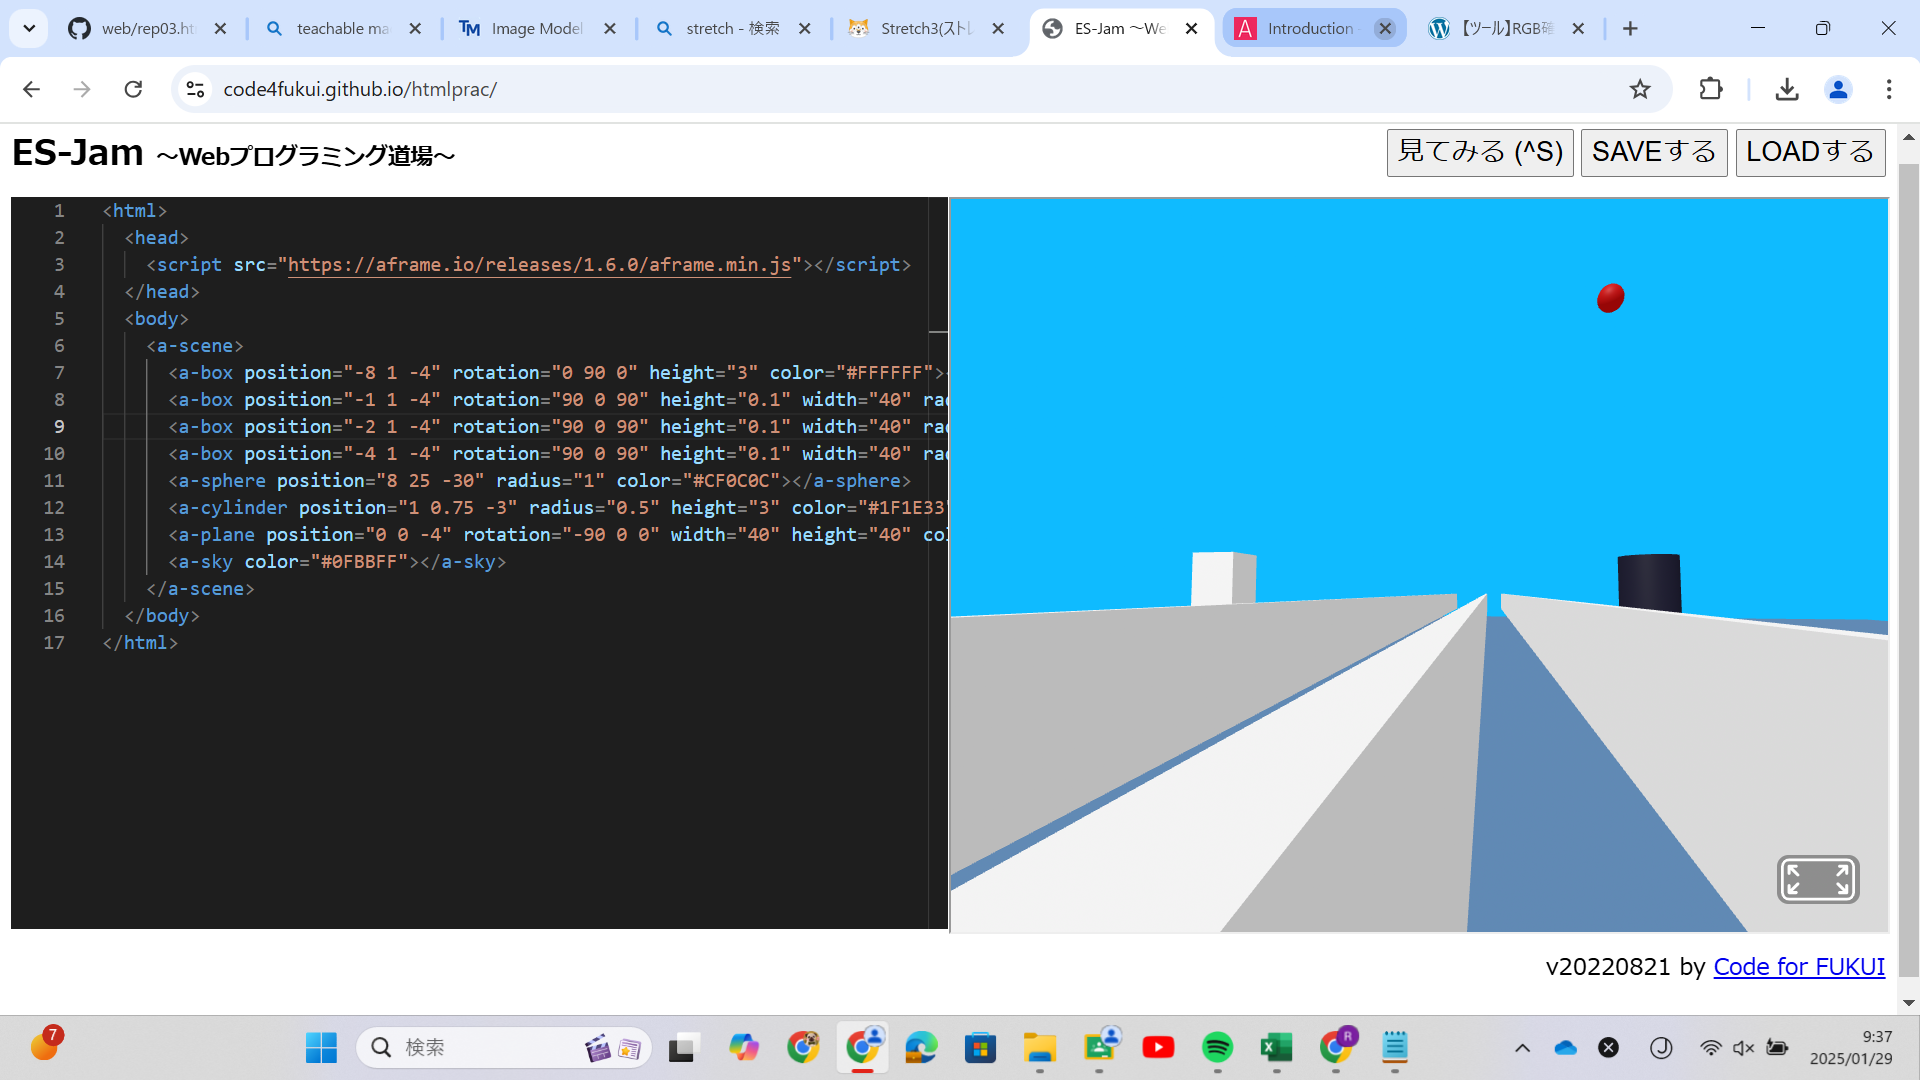 web/rep03.ht
teachable ma
Image Model
stretch - 検索
Stretch3(スト
ES-Jam ～We
Introduction
【ツール】RGB
code4fukui.github.io/htmlprac/
ES-Jam ～Webプログラミング道場～
見てみる (^S)
SAVEする
LOADする
1 <html>
2 <head>
3 <script src="https://aframe.io/releases/1.6.0/aframe.min.js"></script>
4 </head>
5 <body>
6 <a-scene>
7 <a-box position="-8 1 -4" rotation="0 90 0" height="3" color="#FFFFFF">
8 <a-box position="-1 1 -4" rotation="90 0 90" height="0.1" width="40" rad
9 <a-box position="-2 1 -4" rotation="90 0 90" height="0.1" width="40" rad
10 <a-box position="-4 1 -4" rotation="90 0 90" height="0.1" width="40" rad
11 <a-sphere position="8 25 -30" radius="1" color="#CF0C0C"></a-sphere>
12 <a-cylinder position="1 0.75 -3" radius="0.5" height="3" color="#1F1E33"
13 <a-plane position="0 0 -4" rotation="-90 0 0" width="40" height="40" col
14 <a-sky color="#0FBBFF"></a-sky>
15 </a-scene>
16 </body>
17 </html>
v20220821 by Code for FUKUI
7
検索
R
9:37
2025/01/29